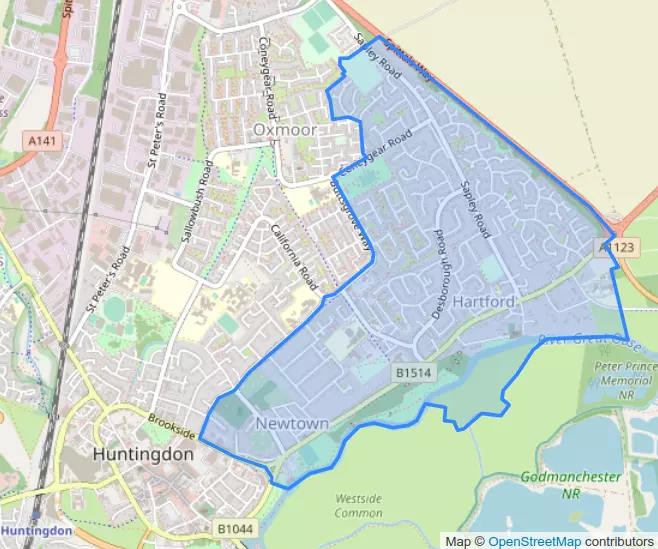 Spittals Way
Sapley Road
Coneygear Road
Oxmoor
A141
St Peter's Road
Coneygear Road
Sallowbush Road
Buttsgrove Way
Sapley Road
California Road
Desborough Road
A1123
St Peter's Road
Hartford
River Great Ouse
B1514
Peter Prince
Memorial
NR
Brookside
Newtown
Huntingdon
Godmanchester
NR
Westside
Common
B1044
Huntingdon
Map © OpenStreetMap contributors